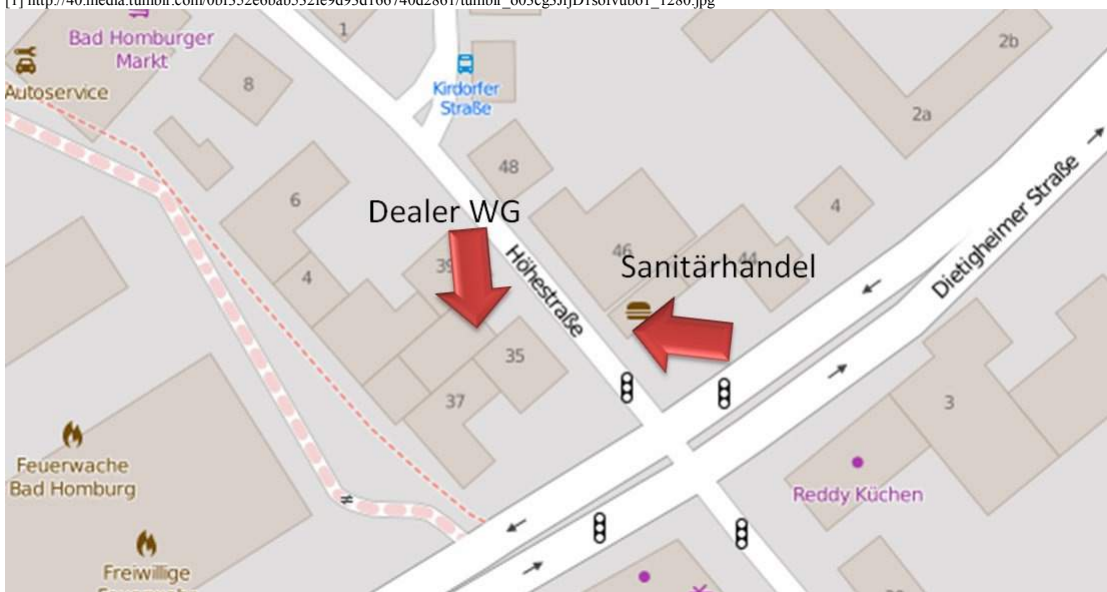 Bad Homburger
Markt
Autoservice
1
8
Kirdorfer
Straße
2b
2a
48
6
4
Dealer WG
Höhestraße
46
44
Sanitärhandel
Dietigheimer Straße
4
39
35
37
3
Feuerwache
Bad Homburg
Reddy Küchen
Freiwillige